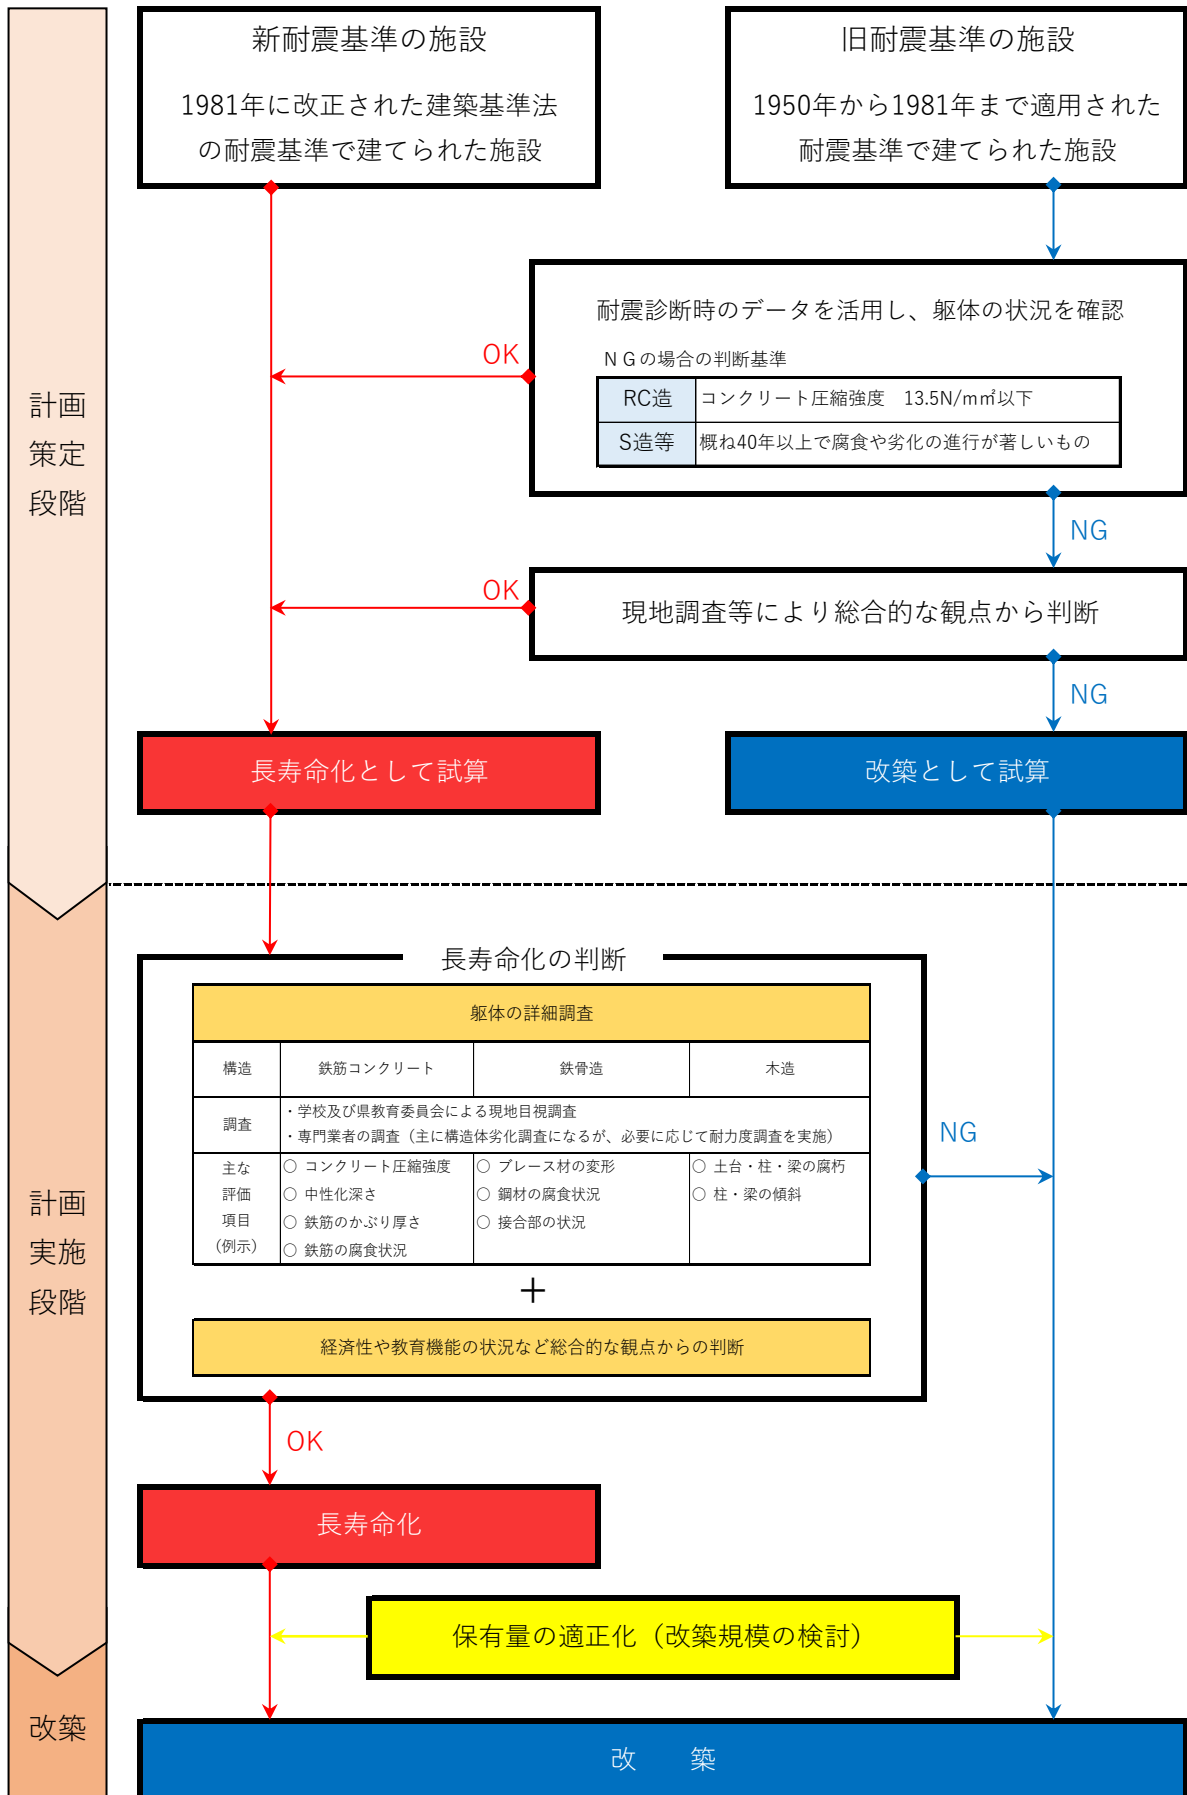 新耐震基準の施設
1981年に改正された建築基準法
の耐震基準で建てられた施設
旧耐震基準の施設
1950年から1981年まで適用された
耐震基準で建てられた施設
計画
策定
段階
耐震診断時のデータを活用し、躯体の状況を確認
ＮＧの場合の判断基準
RC造 コンクリート圧縮強度　13.5N/m㎡以下
S造等 概ね40年以上で腐食や劣化の進行が著しいもの
OK
NG
現地調査等により総合的な観点から判断
OK
NG
長寿命化として試算
改築として試算
計画
実施
段階
長寿命化の判断
躯体の詳細調査
構造 鉄筋コンクリート 鉄骨造 木造
調査
・学校及び県教育委員会による現地目視調査
・専門業者の調査（主に構造体劣化調査になるが、必要に応じて耐力度調査を実施）
主な
評価
項目
（例示）
○ コンクリート圧縮強度
○ 中性化深さ
○ 鉄筋のかぶり厚さ
○ 鉄筋の腐食状況
○ ブレース材の変形
○ 鋼材の腐食状況
○ 接合部の状況
○ 土台・柱・梁の腐朽
○ 柱・梁の傾斜
＋
経済性や教育機能の状況など総合的な観点からの判断
NG
OK
長寿命化
保有量の適正化（改築規模の検討）
改築
改　　築